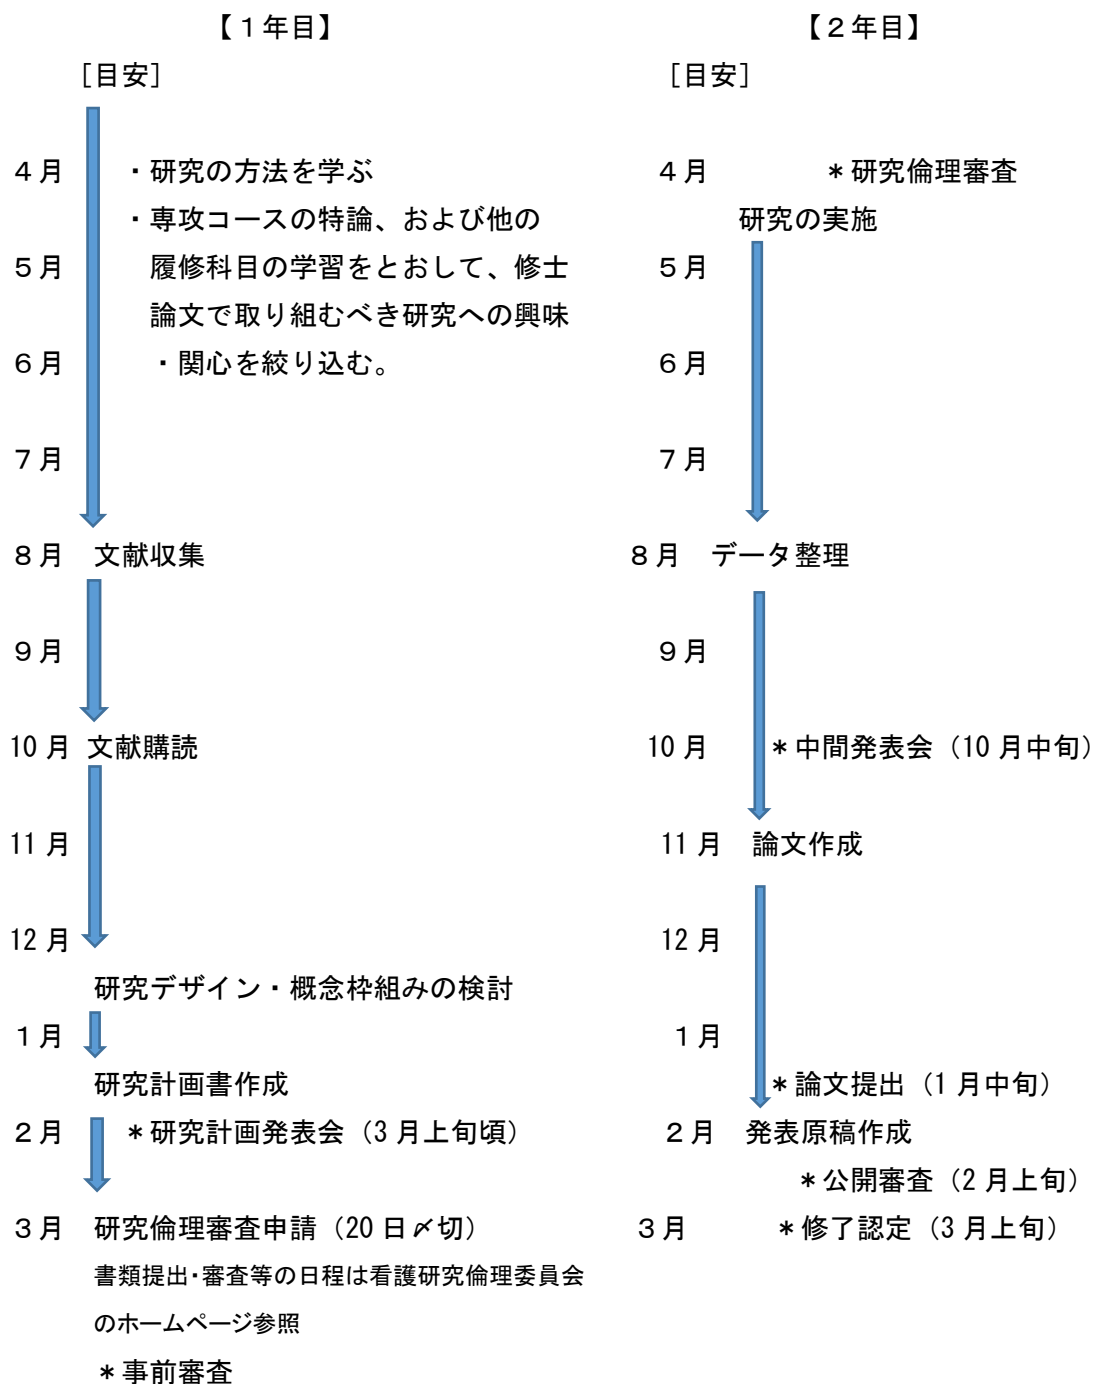 【１年目】
［目安］
４月 ・研究の方法を学ぶ
・専攻コースの特論、および他の
５月 履修科目の学習をとおして、修士
論文で取り組むべき研究への興味
６月 ・関心を絞り込む。
７月
８月 文献収集
９月
10 月 文献購読
11 月
12 月
研究デザイン・概念枠組みの検討
１月
研究計画書作成
２月 ＊研究計画発表会（3 月上旬頃）
３月 研究倫理審査申請（20 日〆切）
書類提出・審査等の日程は看護研究倫理委員会
のホームページ参照
＊事前審査
【２年目】
［目安］
４月 ＊研究倫理審査
研究の実施
５月
６月
７月
８月 データ整理
９月
10 月 ＊中間発表会（10 月中旬）
11 月 論文作成
12 月
１月
＊論文提出（1 月中旬）
２月 発表原稿作成
＊公開審査（2 月上旬）
３月 ＊修了認定（3 月上旬）